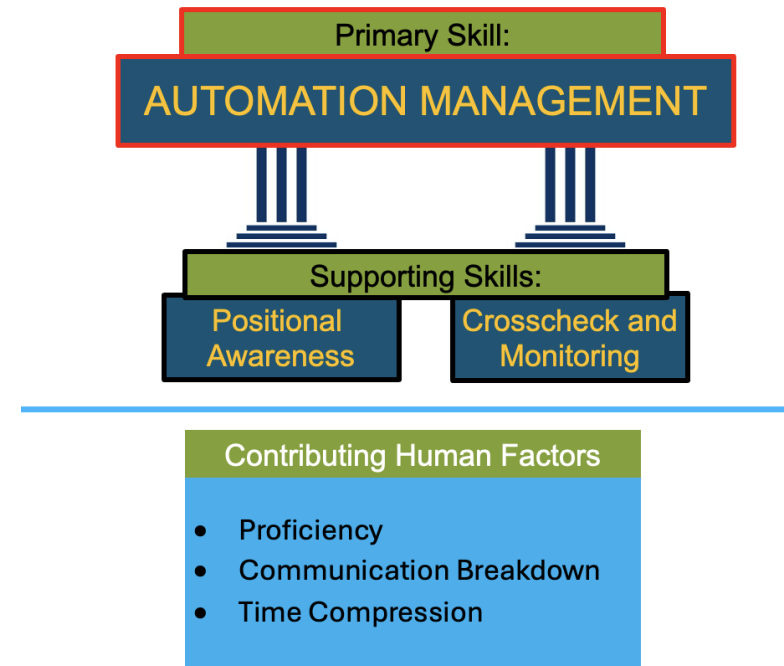 Primary Skill:
AUTOMATION MANAGEMENT
Supporting Skills:
Positional
Awareness
Crosscheck and
Monitoring
Contributing Human Factors
• Proficiency
• Communication Breakdown
• Time Compression